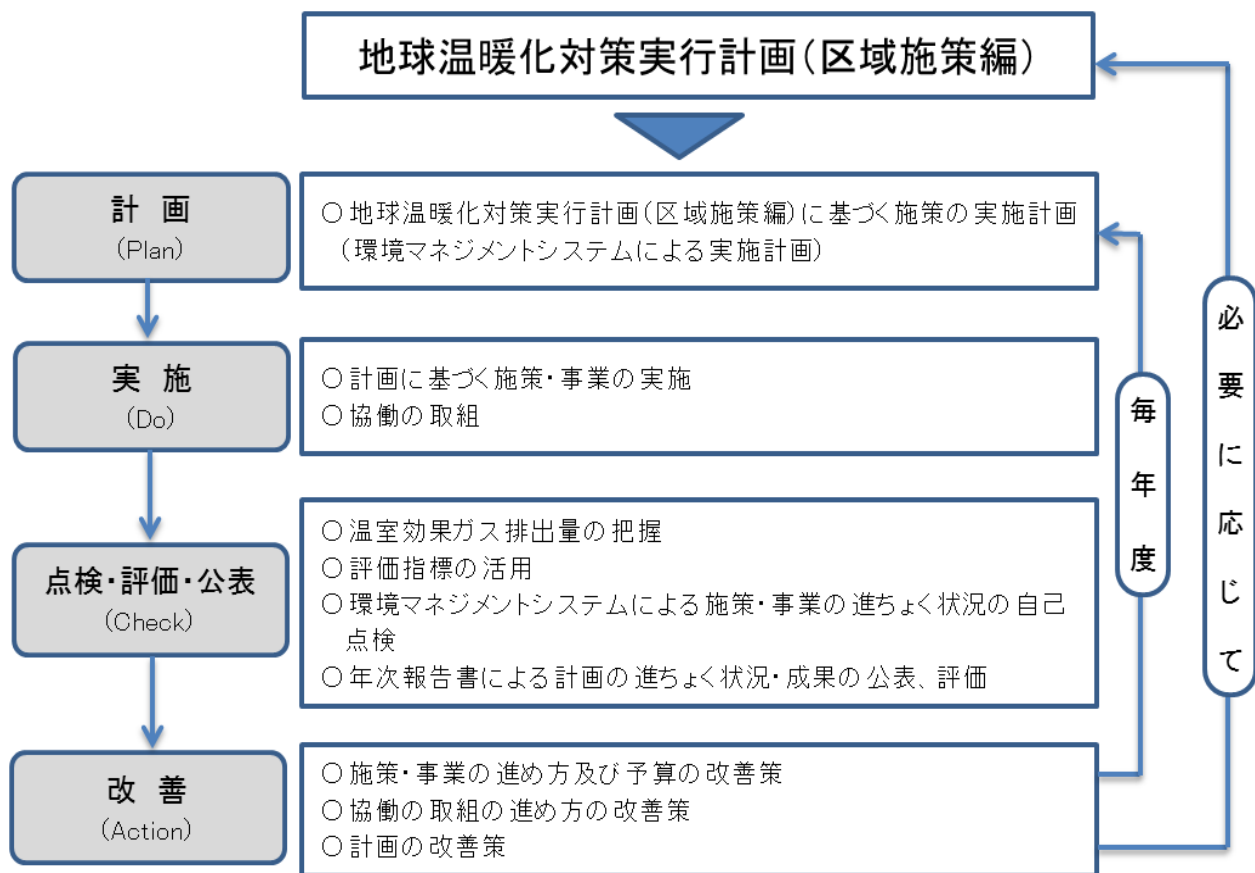 地球温暖化対策実行計画(区域施策編)
計 画
(Plan)
○地球温暖化対策実行計画(区域施策編)に基づく施策の実施計画
(環境マネジメントシステムによる実施計画)
実 施
(Do)
○計画に基づく施策・事業の実施
○協働の取組
点検・評価・公表
(Check)
○温室効果ガス排出量の把握
○評価指標の活用
○環境マネジメントシステムによる施策・事業の進ちょく状況の自己
点検
○年次報告書による計画の進ちょく状況・成果の公表、評価
改 善
(Action)
○施策・事業の進め方及び予算の改善策
○協働の取組の進め方の改善策
○計画の改善策
毎年度
必要に応じて